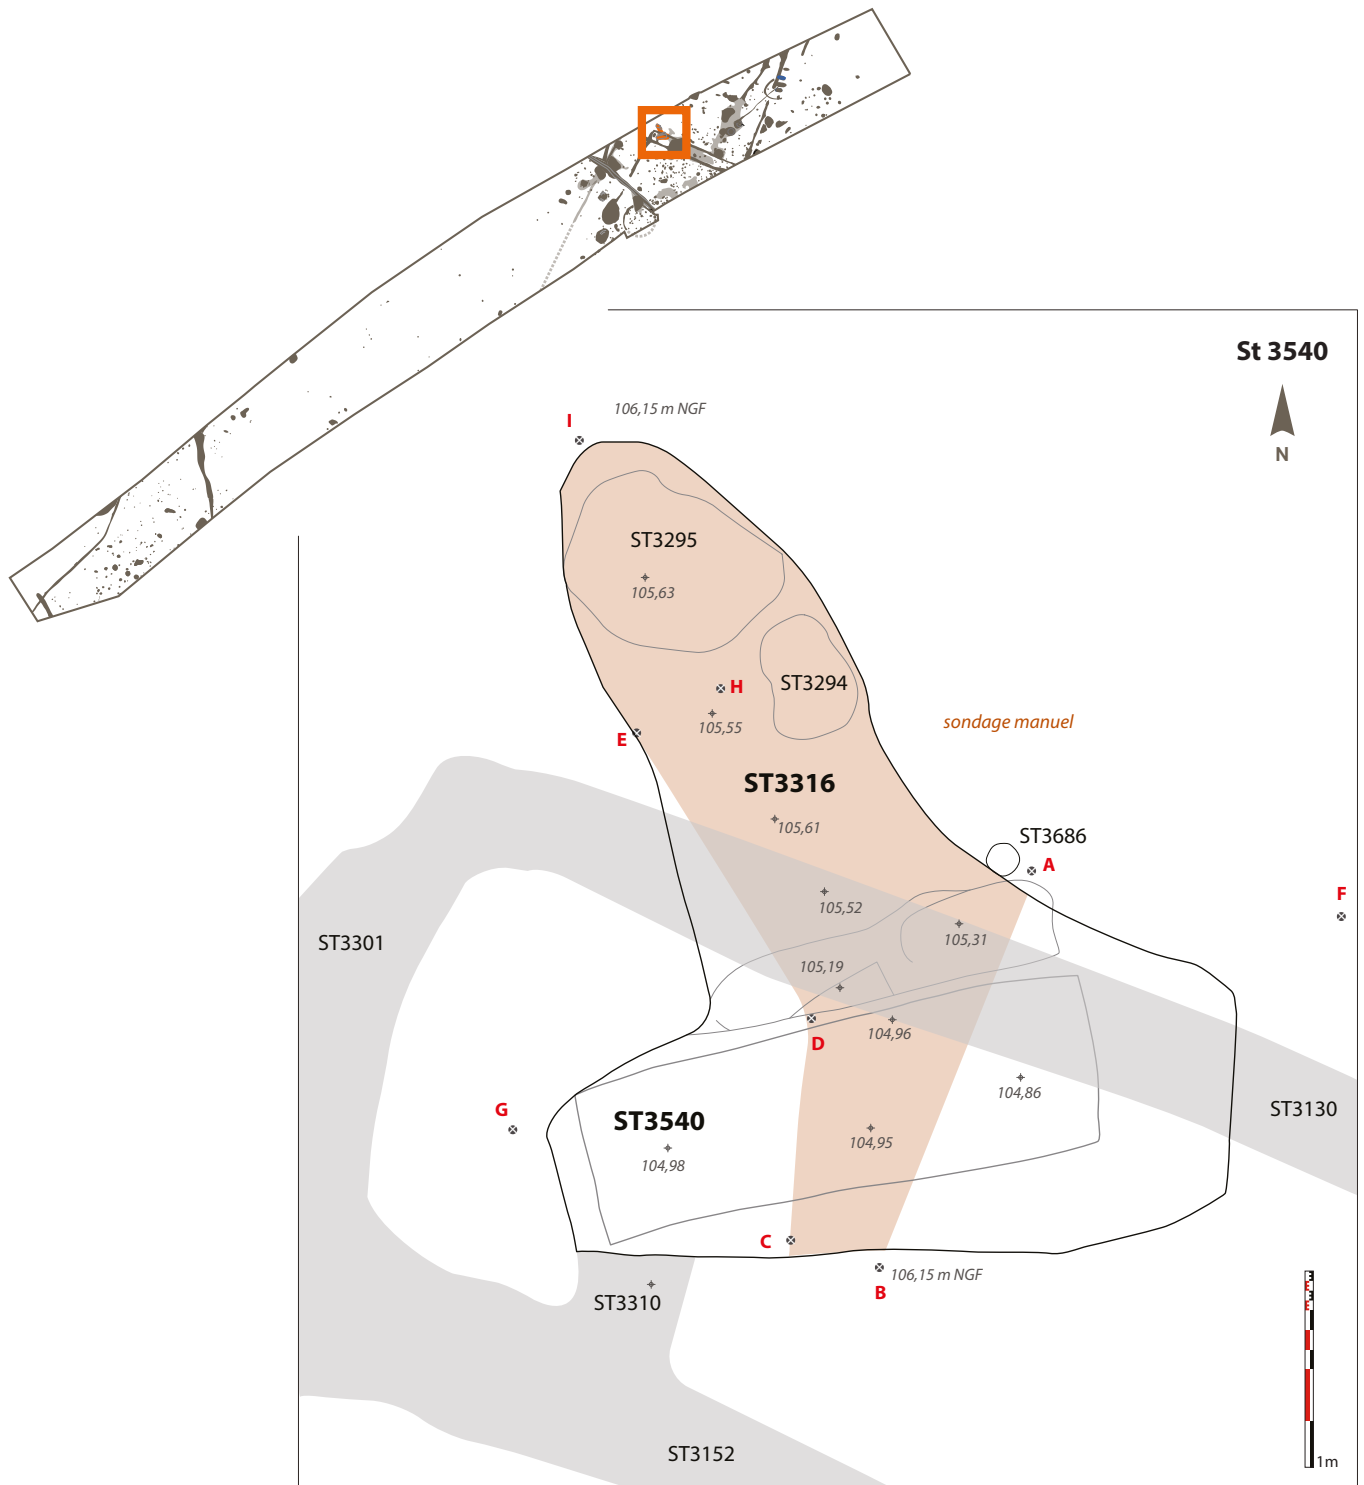 St 3540
N
106,15 m NGF
I
ST3295
105,63
ST3294
H
105,55
E
sondage manuel
ST3316
105,61
ST3686
A
F
105,52
105,31
ST3301
105,19
D
104,96
104,86
G
ST3540
ST3130
104,95
104,98
C
106,15 m NGF
B
ST3310
ST3152
1m